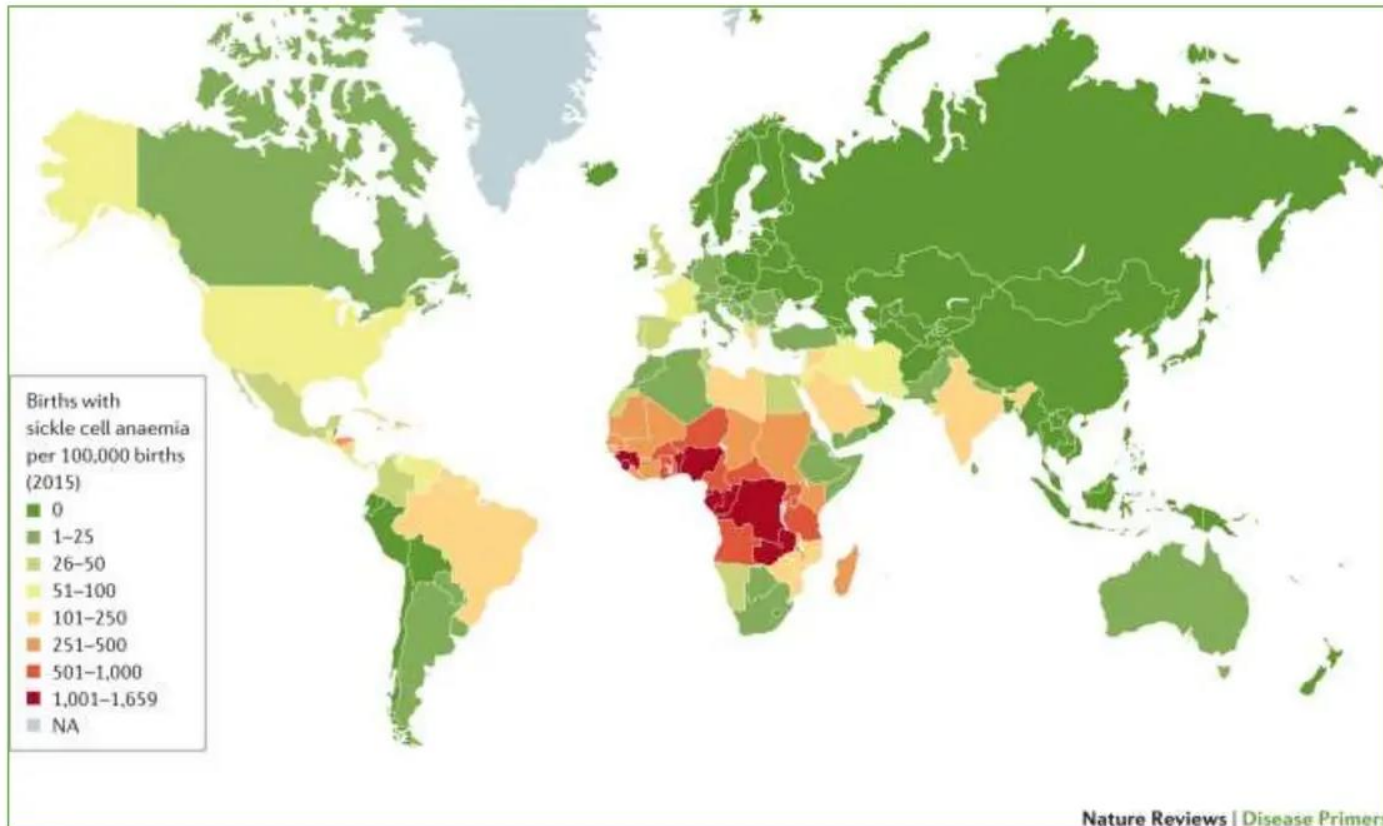 Births with
sickle cell anaemia
per 100,000 births
(2015)
0
1–25
26–50
51–100
101–250
251–500
501–1,000
1,001–1,659
NA
Nature Reviews | Disease Primers